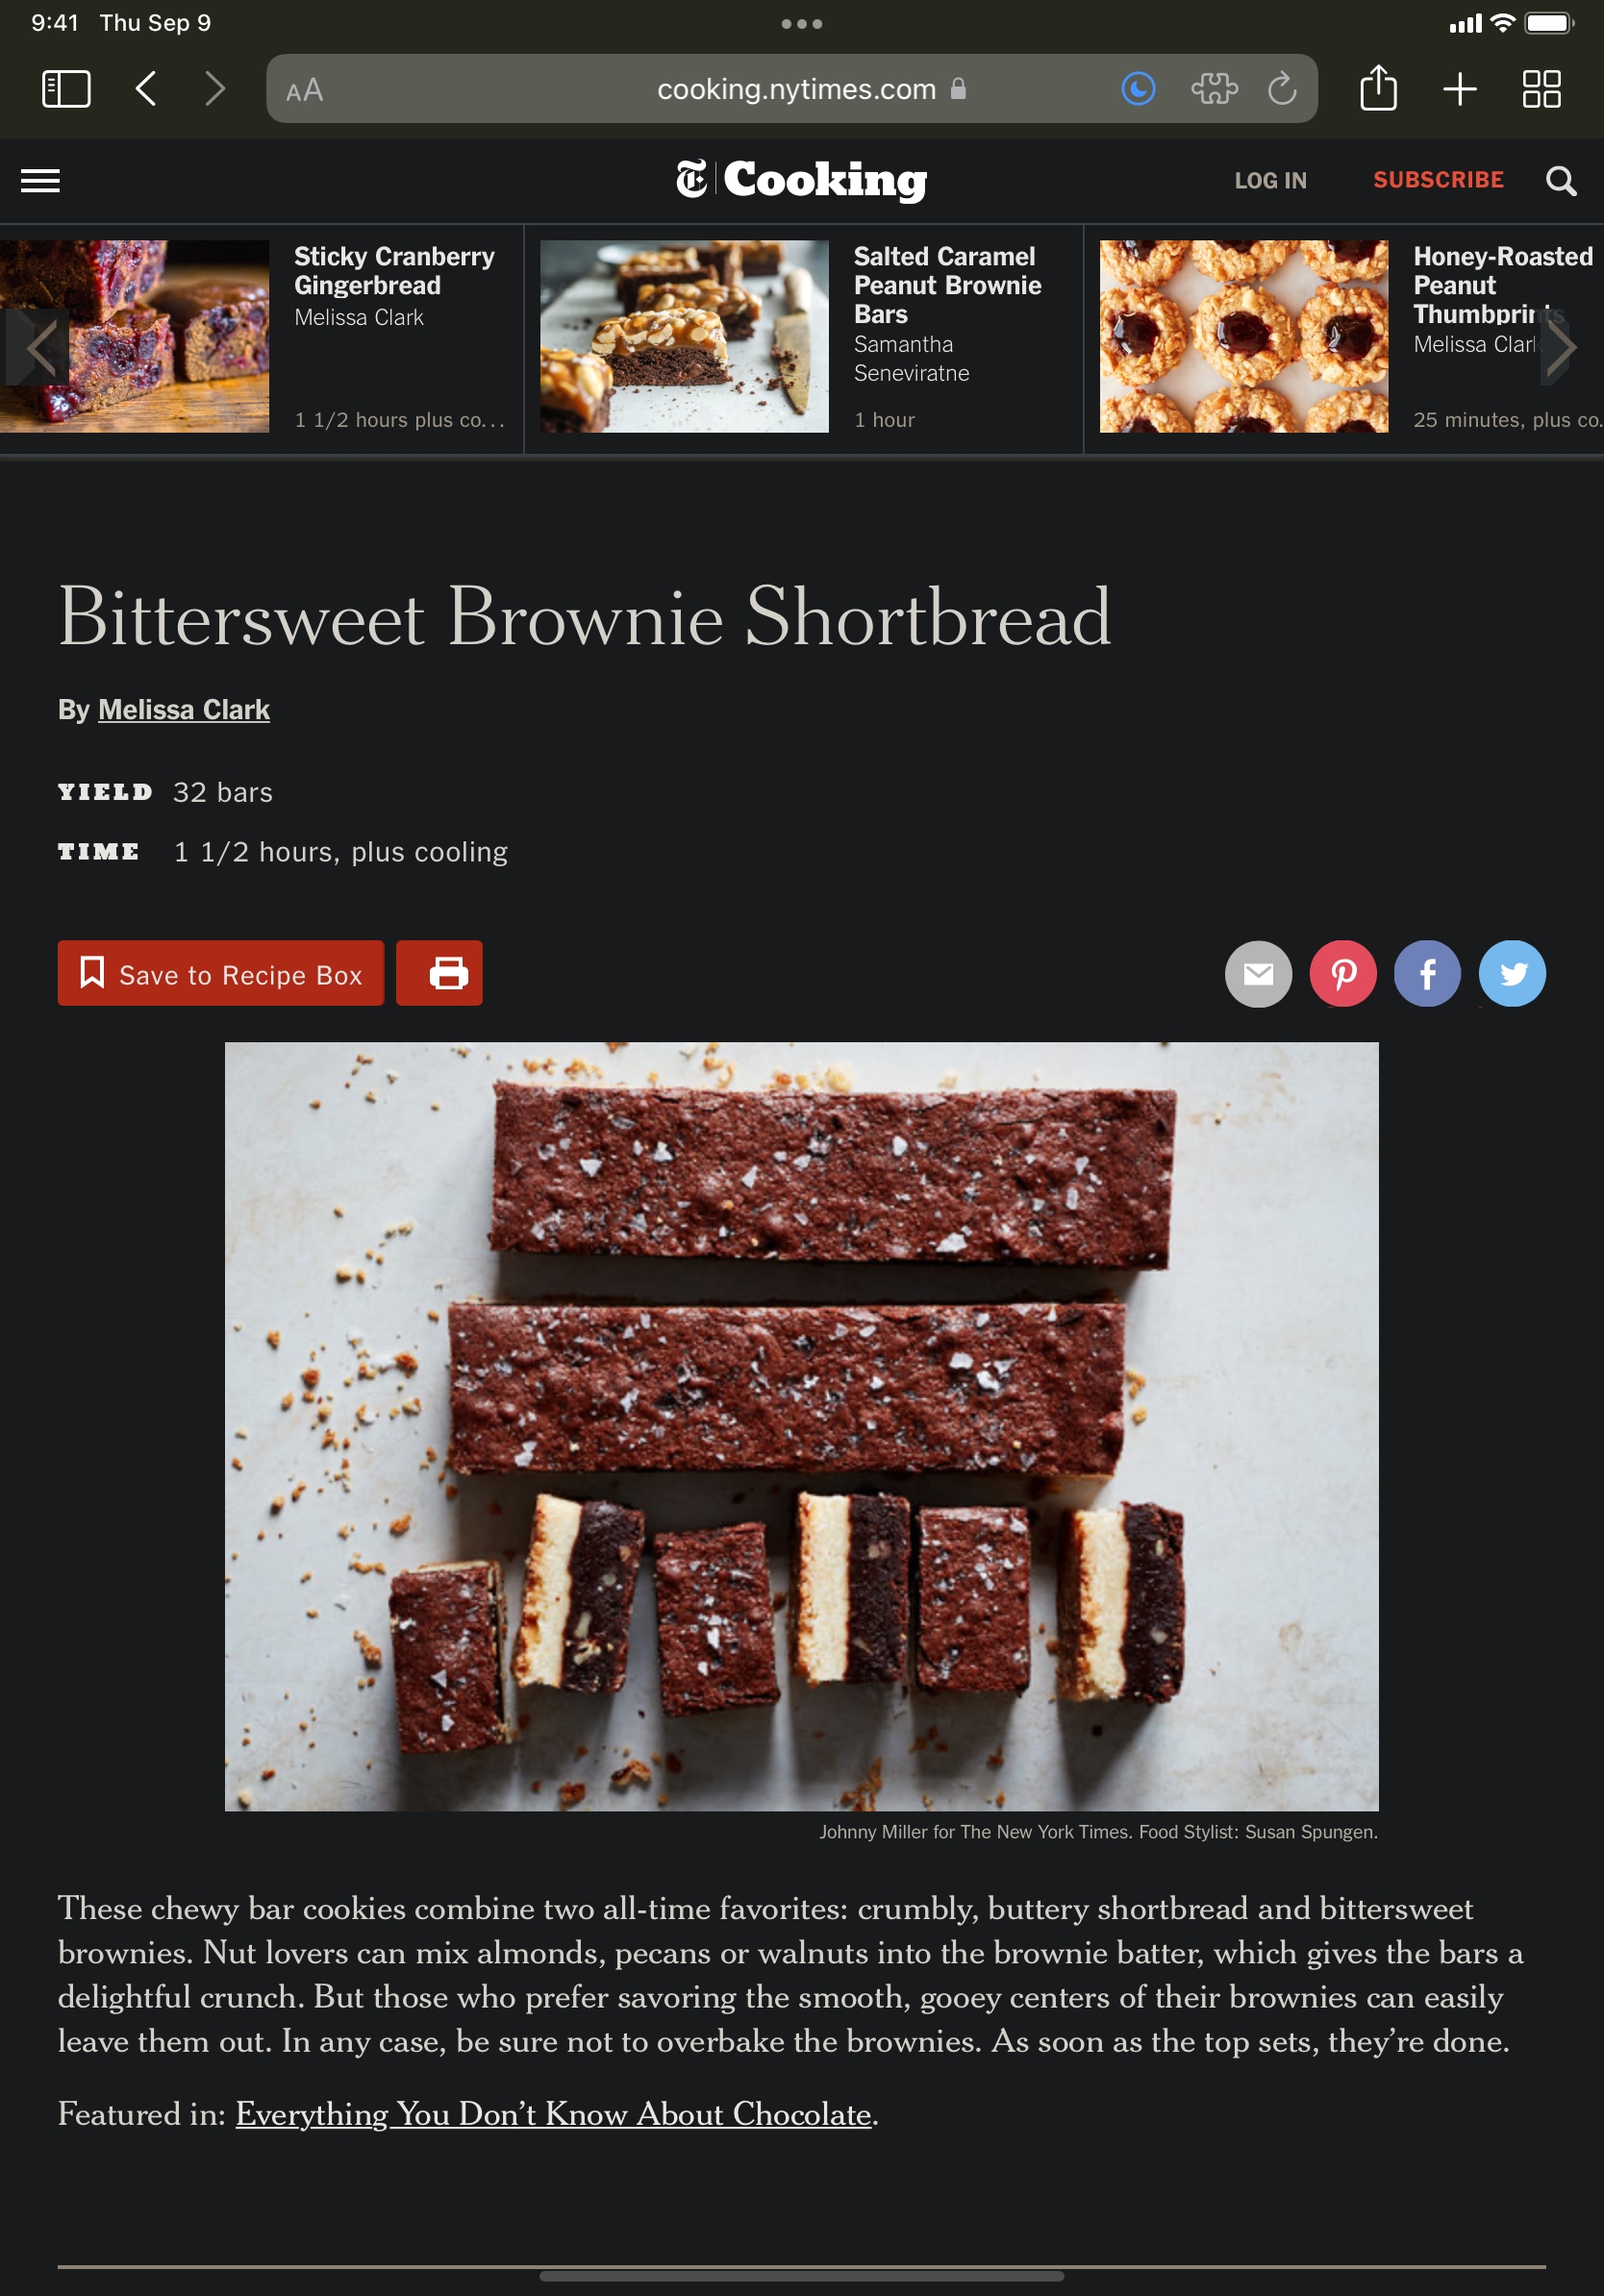 9:41 Thu Sep 9
AA cooking.nytimes.com
T Cooking LOG IN SUBSCRIBE
Sticky Cranberry
Gingerbread
Melissa Clark
1 1/2 hours plus co...
Salted Caramel
Peanut Brownie
Bars
Samantha
Seneviratne
1 hour
Honey-Roasted
Peanut
Thumbprints
Melissa Clark
25 minutes, plus co.
Bittersweet Brownie Shortbread
By Melissa Clark
YIELD 32 bars
TIME 1 1/2 hours, plus cooling
Save to Recipe Box
Johnny Miller for The New York Times. Food Stylist: Susan Spungen.
These chewy bar cookies combine two all-time favorites: crumbly, buttery shortbread and bittersweet
brownies. Nut lovers can mix almonds, pecans or walnuts into the brownie batter, which gives the bars a
delightful crunch. But those who prefer savoring the smooth, gooey centers of their brownies can easily
leave them out. In any case, be sure not to overbake the brownies. As soon as the top sets, they’re done.
Featured in: Everything You Don’t Know About Chocolate.